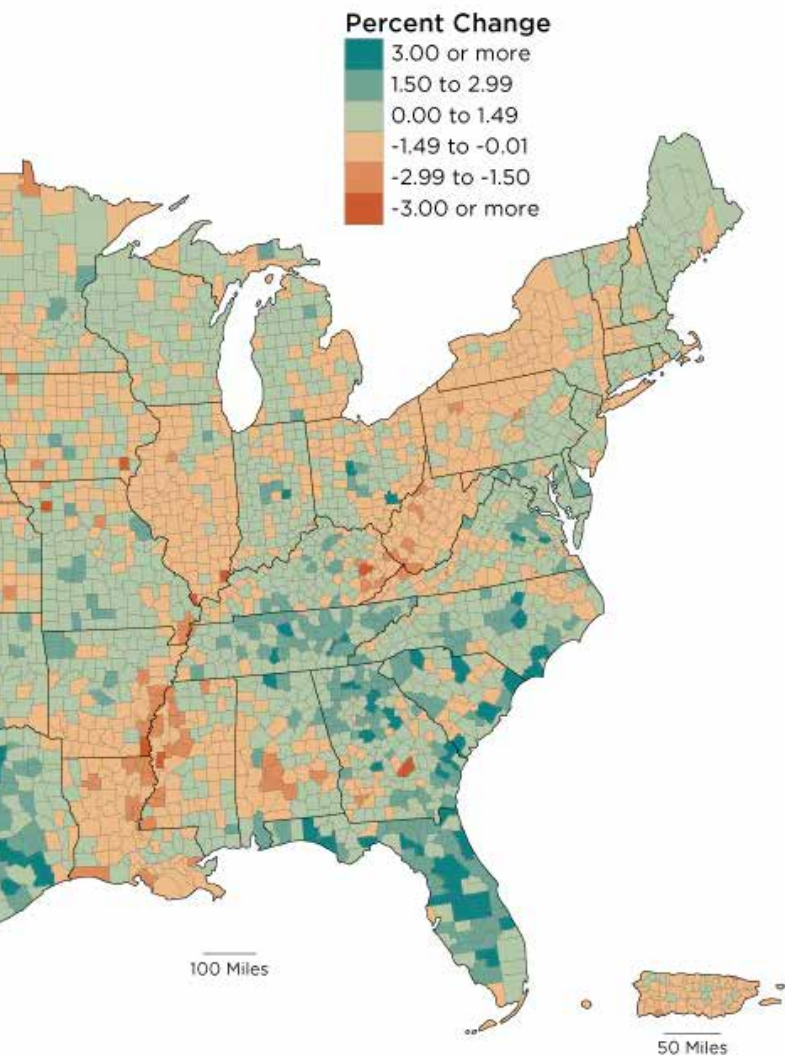 Percent Change
3.00 or more
1.50 to 2.99
0.00 to 1.49
-1.49 to -0.01
-2.99 to -1.50
-3.00 or more
100 Miles
50 Miles